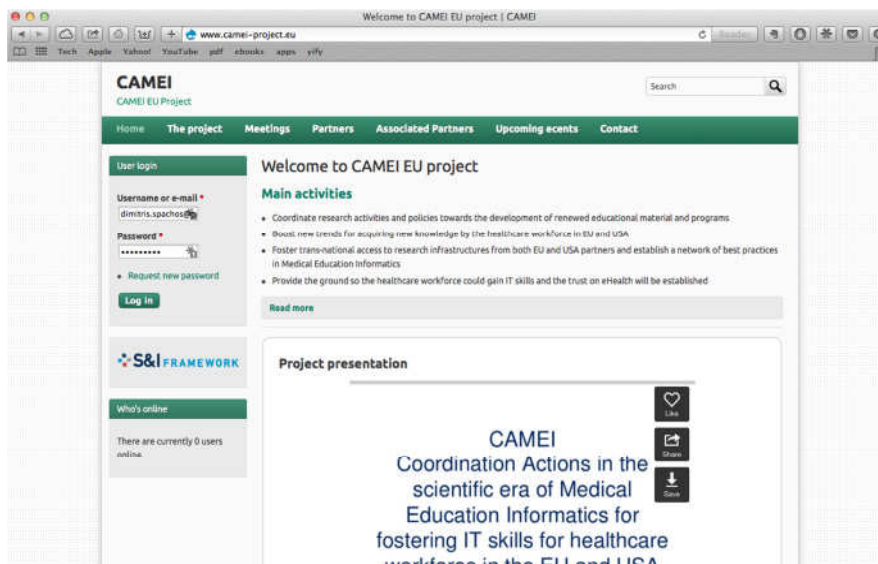 Welcome to CAMEI EU project | CAMEI
www.camei-project.eu
Reader
Tech Apple Yahoo! YouTube pdf ebooks apps yify
CAMEI
CAMEI EU Project
Search
Home The project Meetings Partners Associated Partners Upcoming ecents Contact
User login
Username or e-mail *
dimitris.spachos
Password *
•••••••••
Request new password
Log in
S&I FRAMEWORK
Who's online
There are currently 0 users
online.
Welcome to CAMEI EU project
Main activities
• Coordinate research activities and policies towards the development of renewed educational material and programs
• Boost new trends for acquiring new knowledge by the healthcare workforce in EU and USA
• Foster trans-national access to research infrastructures from both EU and USA partners and establish a network of best practices
in Medical Education Informatics
• Provide the ground so the healthcare workforce could gain IT skills and the trust on eHealth will be established
Read more
Project presentation
Like
Share
Save
CAMEI
Coordination Actions in the
scientific era of Medical
Education Informatics for
fostering IT skills for healthcare
workforce in the EU and USA